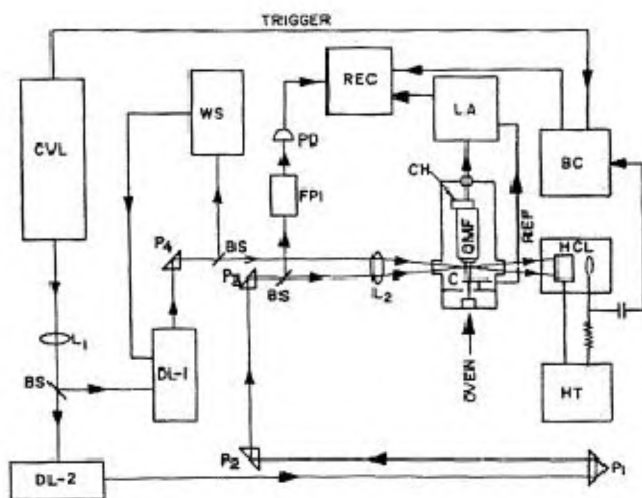 TRIGGER
CVL
WS
REC
LA
BC
PD
FPI
CH
QMF
REF
HCL
P4
BS
P3
BS
L2
C
L1
BS
DL-1
OVEN
HT
P2
P1
DL-2